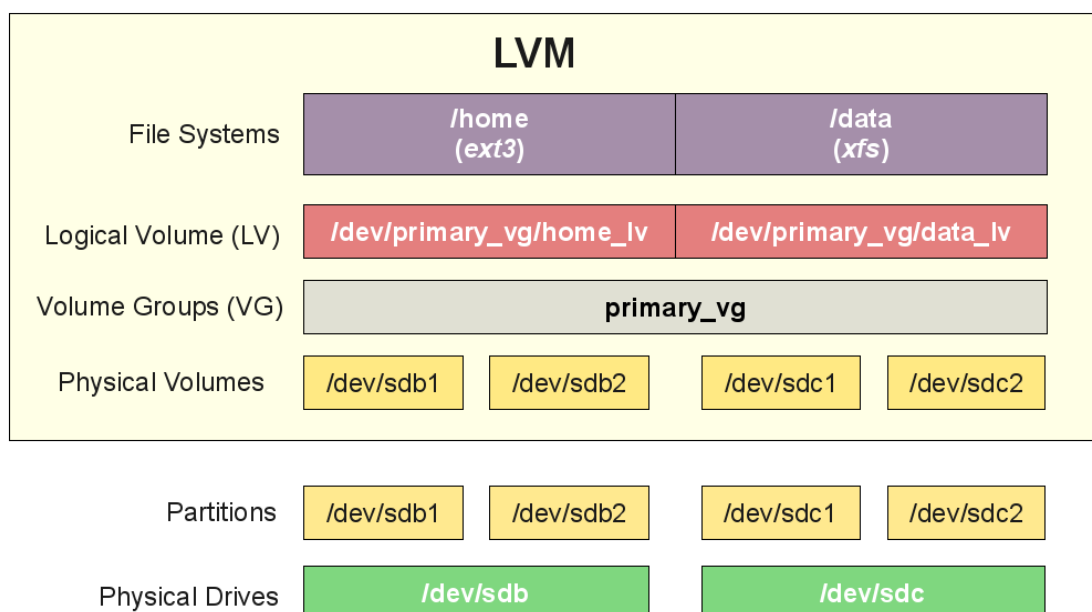 LVM
File Systems
/home
(ext3)
/data
(xfs)
Logical Volume (LV)
/dev/primary_vg/home_lv
/dev/primary_vg/data_lv
Volume Groups (VG)
primary_vg
Physical Volumes
/dev/sdb1
/dev/sdb2
/dev/sdc1
/dev/sdc2
Partitions
/dev/sdb1
/dev/sdb2
/dev/sdc1
/dev/sdc2
Physical Drives
/dev/sdb
/dev/sdc